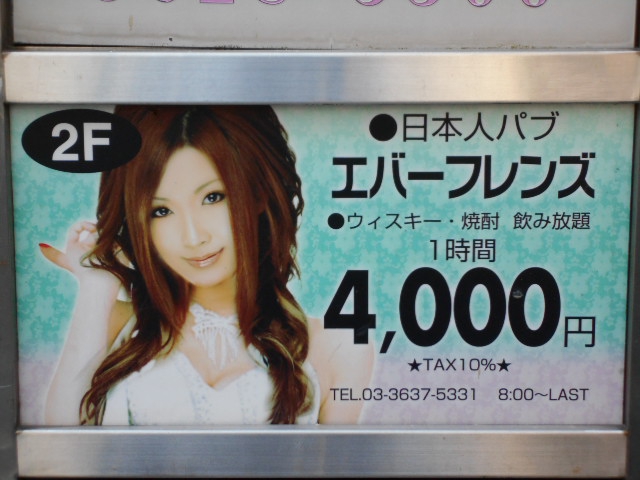 2F
●日本人パブ
エバーフレンズ
●ウィスキー・焼酎 飲み放題
1時間
4,000円
★TAX10%★
TEL.03-3637-5331 8:00〜LAST